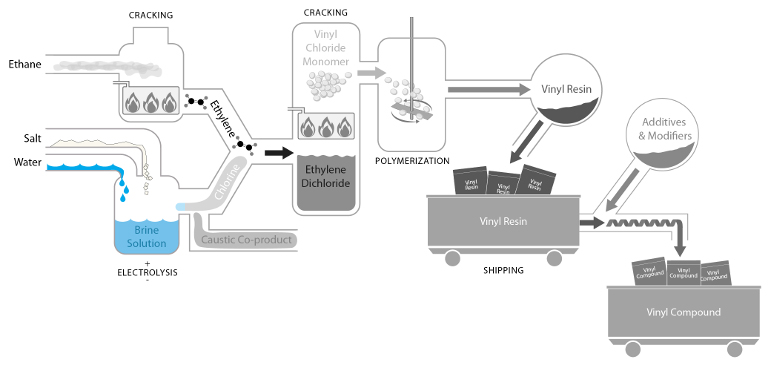 CRACKING
Ethane
Ethylene
Salt
Water
Chlorine
Brine
Solution
+
ELECTROLYSIS
-
Caustic Co-product
CRACKING
Vinyl
Chloride
Monomer
Ethylene
Dichloride
POLYMERIZATION
Vinyl Resin
Additives
& Modifiers
Vinyl
Resin
Vinyl
Resin
Vinyl
Resin
Vinyl Resin
SHIPPING
Vinyl
Compound
Vinyl
Compound
Vinyl
Compound
Vinyl Compound